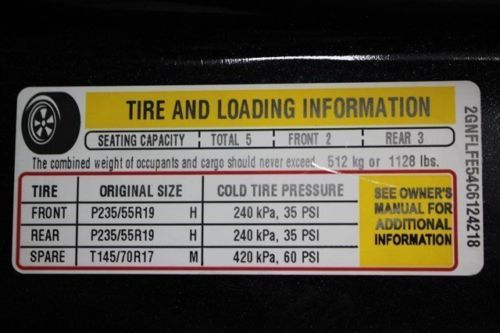 TIRE AND LOADING INFORMATION
SEATING CAPACITY TOTAL 5 FRONT 2 REAR 3
The combined weight of occupants and cargo should never exceed 512 kg or 1128 lbs.
TIRE ORIGINAL SIZE COLD TIRE PRESSURE
FRONT P235/55R19 H 240 kPa, 35 PSI
REAR P235/55R19 H 240 kPa, 35 PSI
SPARE T145/70R17 M 420 kPa, 60 PSI
SEE OWNER'S
MANUAL FOR
ADDITIONAL
INFORMATION
2GNFLFE54C6124218